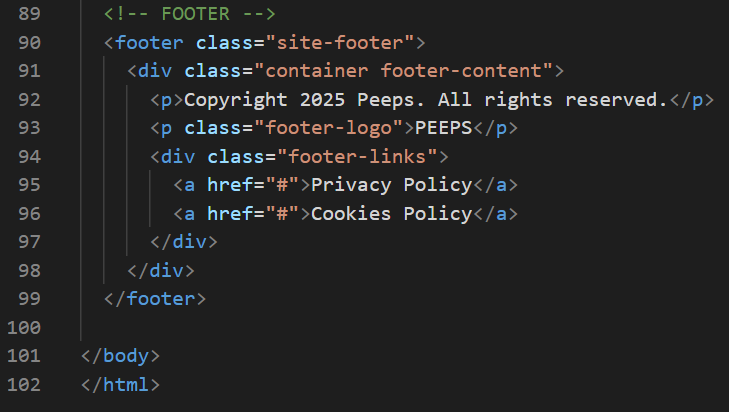 89 <!-- FOOTER -->
90 <footer class="site-footer">
91 <div class="container footer-content">
92 <p>Copyright 2025 Peeps. All rights reserved.</p>
93 <p class="footer-logo">PEEPS</p>
94 <div class="footer-links">
95 <a href="#">Privacy Policy</a>
96 <a href="#">Cookies Policy</a>
97 </div>
98 </div>
99 </footer>
100
101 </body>
102 </html>